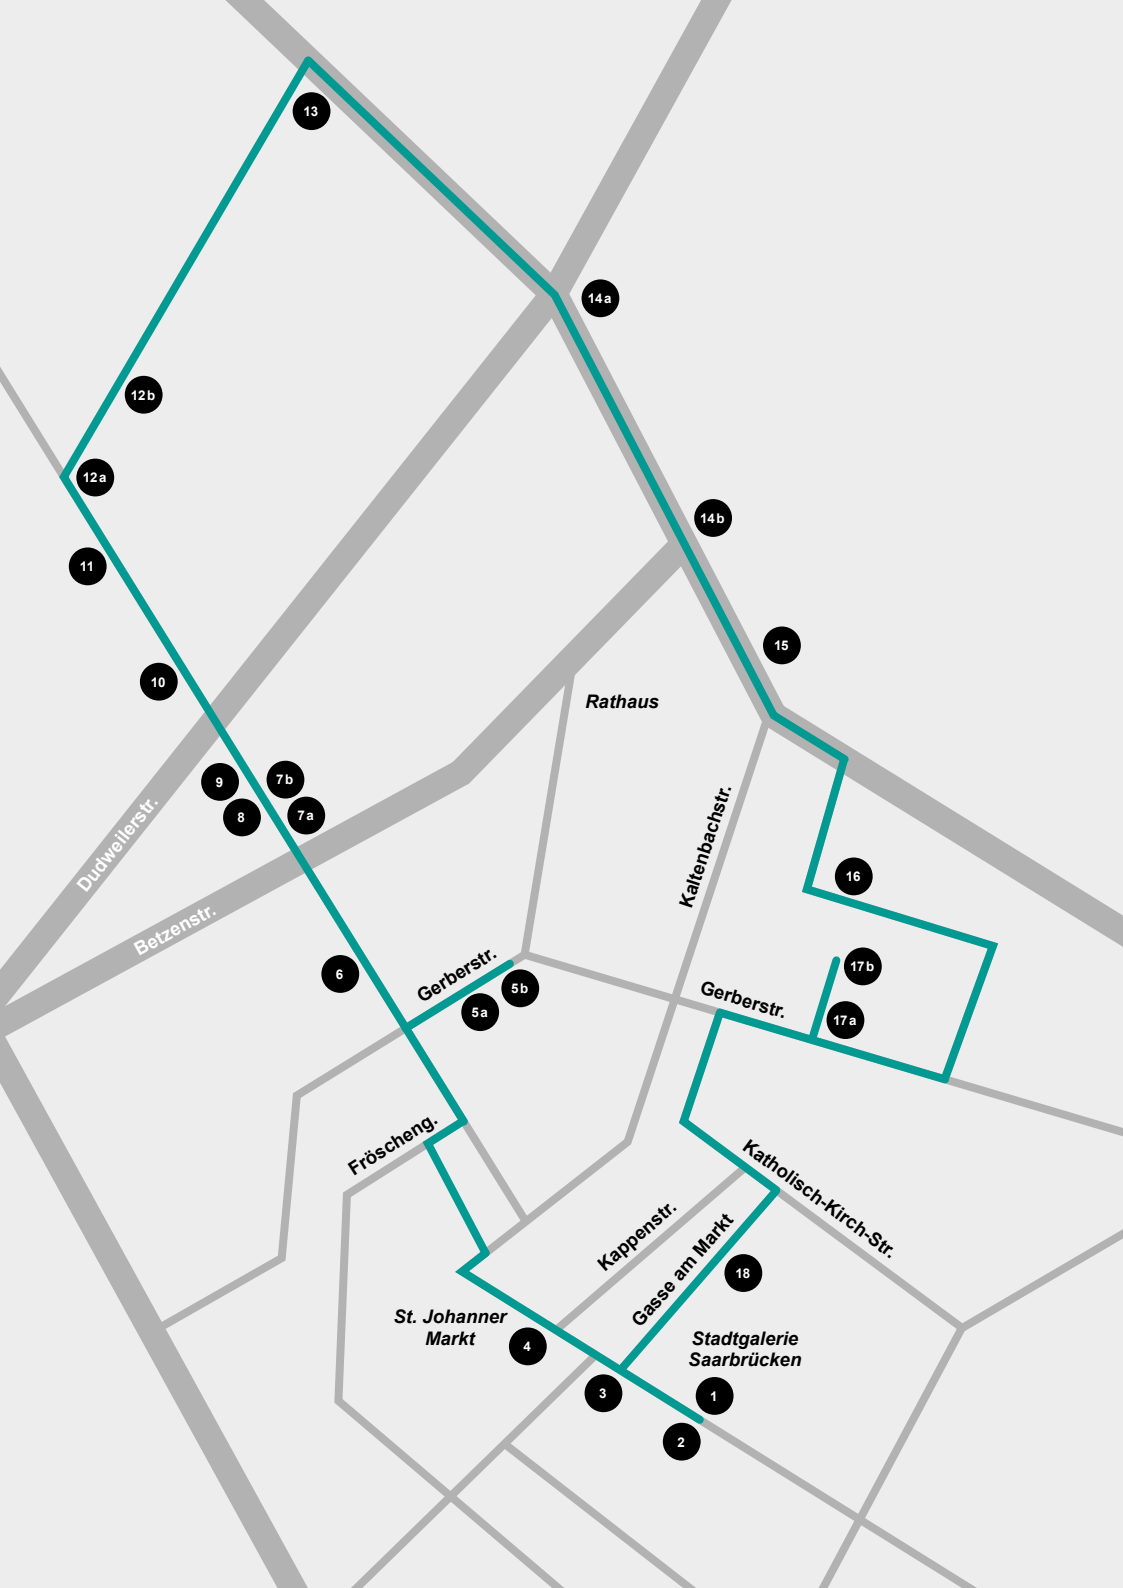 13
14a
12b
12a
14b
11
15
10
Rathaus
9
7b
8
7a
Dudweilerstr.
Kaltenbachstr.
16
Betzenstr.
6
Gerberstr.
5b
5a
17b
Gerberstr.
17a
Fröscheng.
Katholisch-Kirch-Str.
Kappenstr.
Gasse am Markt
18
St. Johanner
Markt
4
Stadtgalerie
Saarbrücken
3
1
2